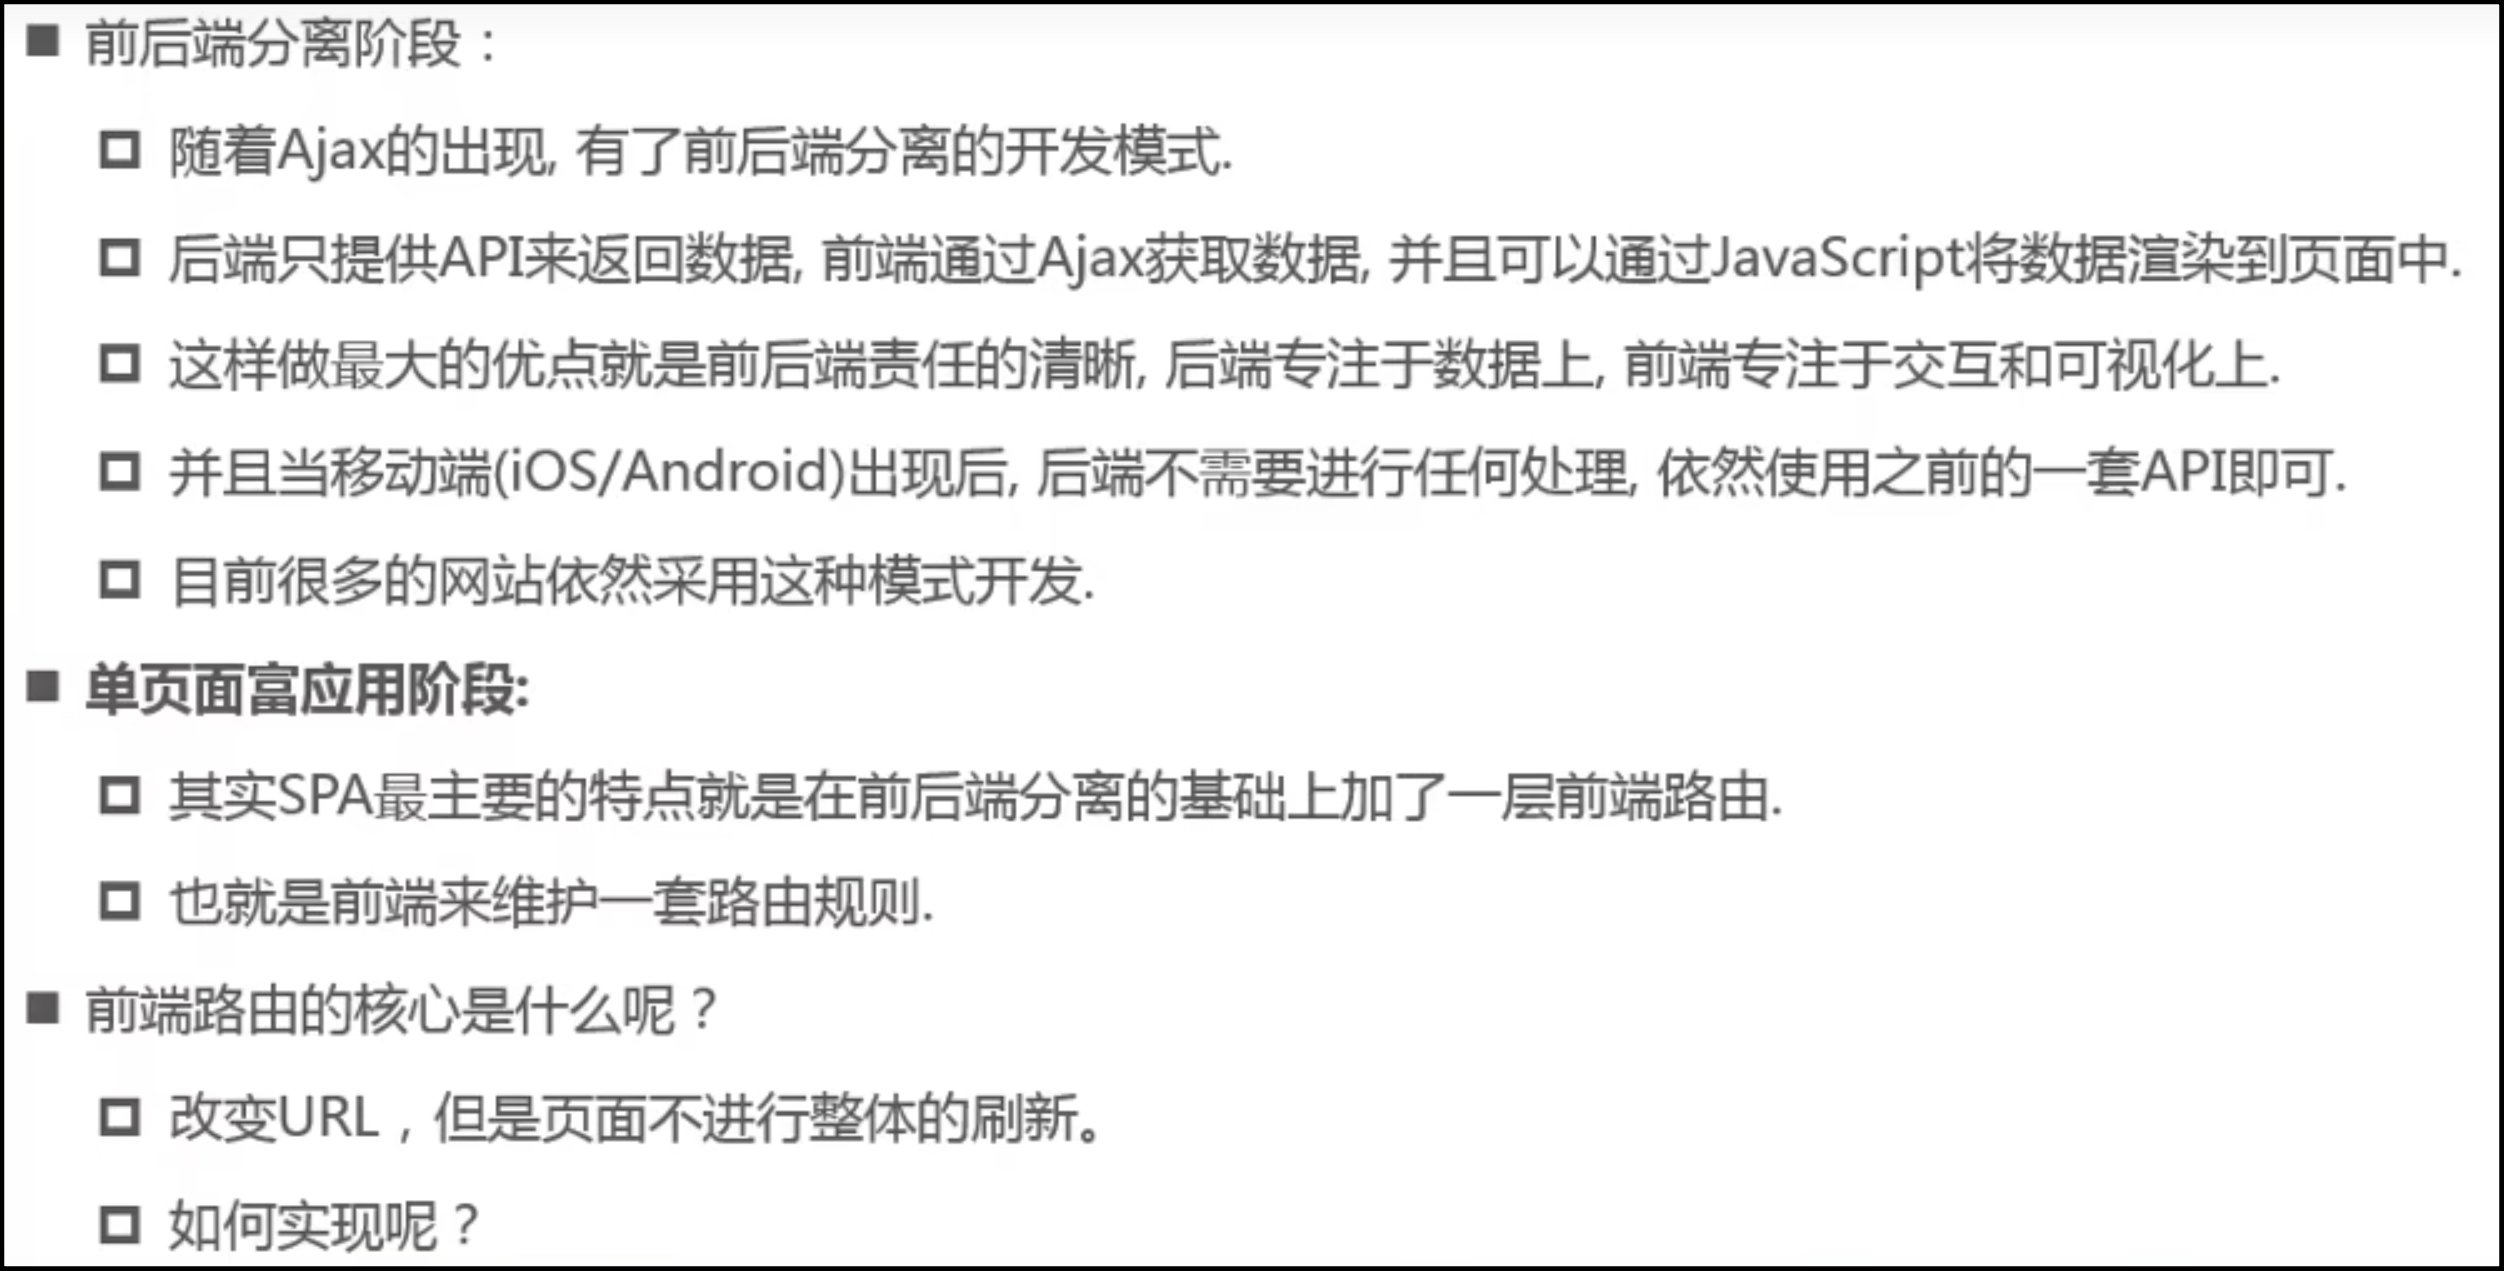 前后端分离阶段：
随着Ajax的出现, 有了前后端分离的开发模式.
后端只提供API来返回数据, 前端通过Ajax获取数据, 并且可以通过JavaScript将数据渲染到页面中.
这样做最大的优点就是前后端责任的清晰, 后端专注于数据上, 前端专注于交互和可视化上.
并且当移动端(iOS/Android)出现后, 后端不需要进行任何处理, 依然使用之前的一套API即可.
目前很多的网站依然采用这种模式开发.
单页面富应用阶段:
其实SPA最主要的特点就是在前后端分离的基础上加了一层前端路由.
也就是前端来维护一套路由规则.
前端路由的核心是什么呢？
改变URL，但是页面不进行整体的刷新。
如何实现呢？